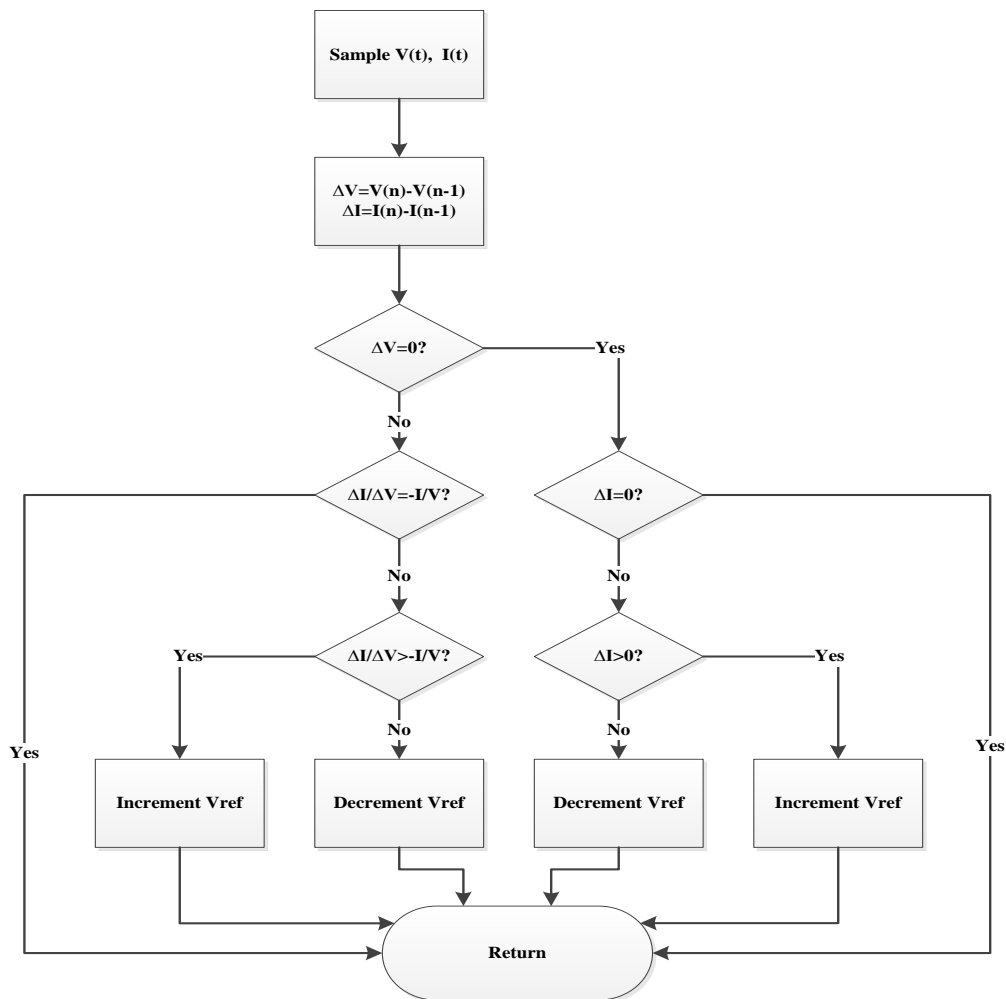 Sample V(t), I(t)
ΔV=V(n)-V(n-1)
ΔI=I(n)-I(n-1)
ΔV=0?
Yes
No
ΔI/ΔV=-I/V?
ΔI=0?
No
No
Yes
ΔI/ΔV>-I/V?
ΔI>0?
Yes
No
No
Yes
Yes
Increment Vref
Decrement Vref
Decrement Vref
Increment Vref
Return